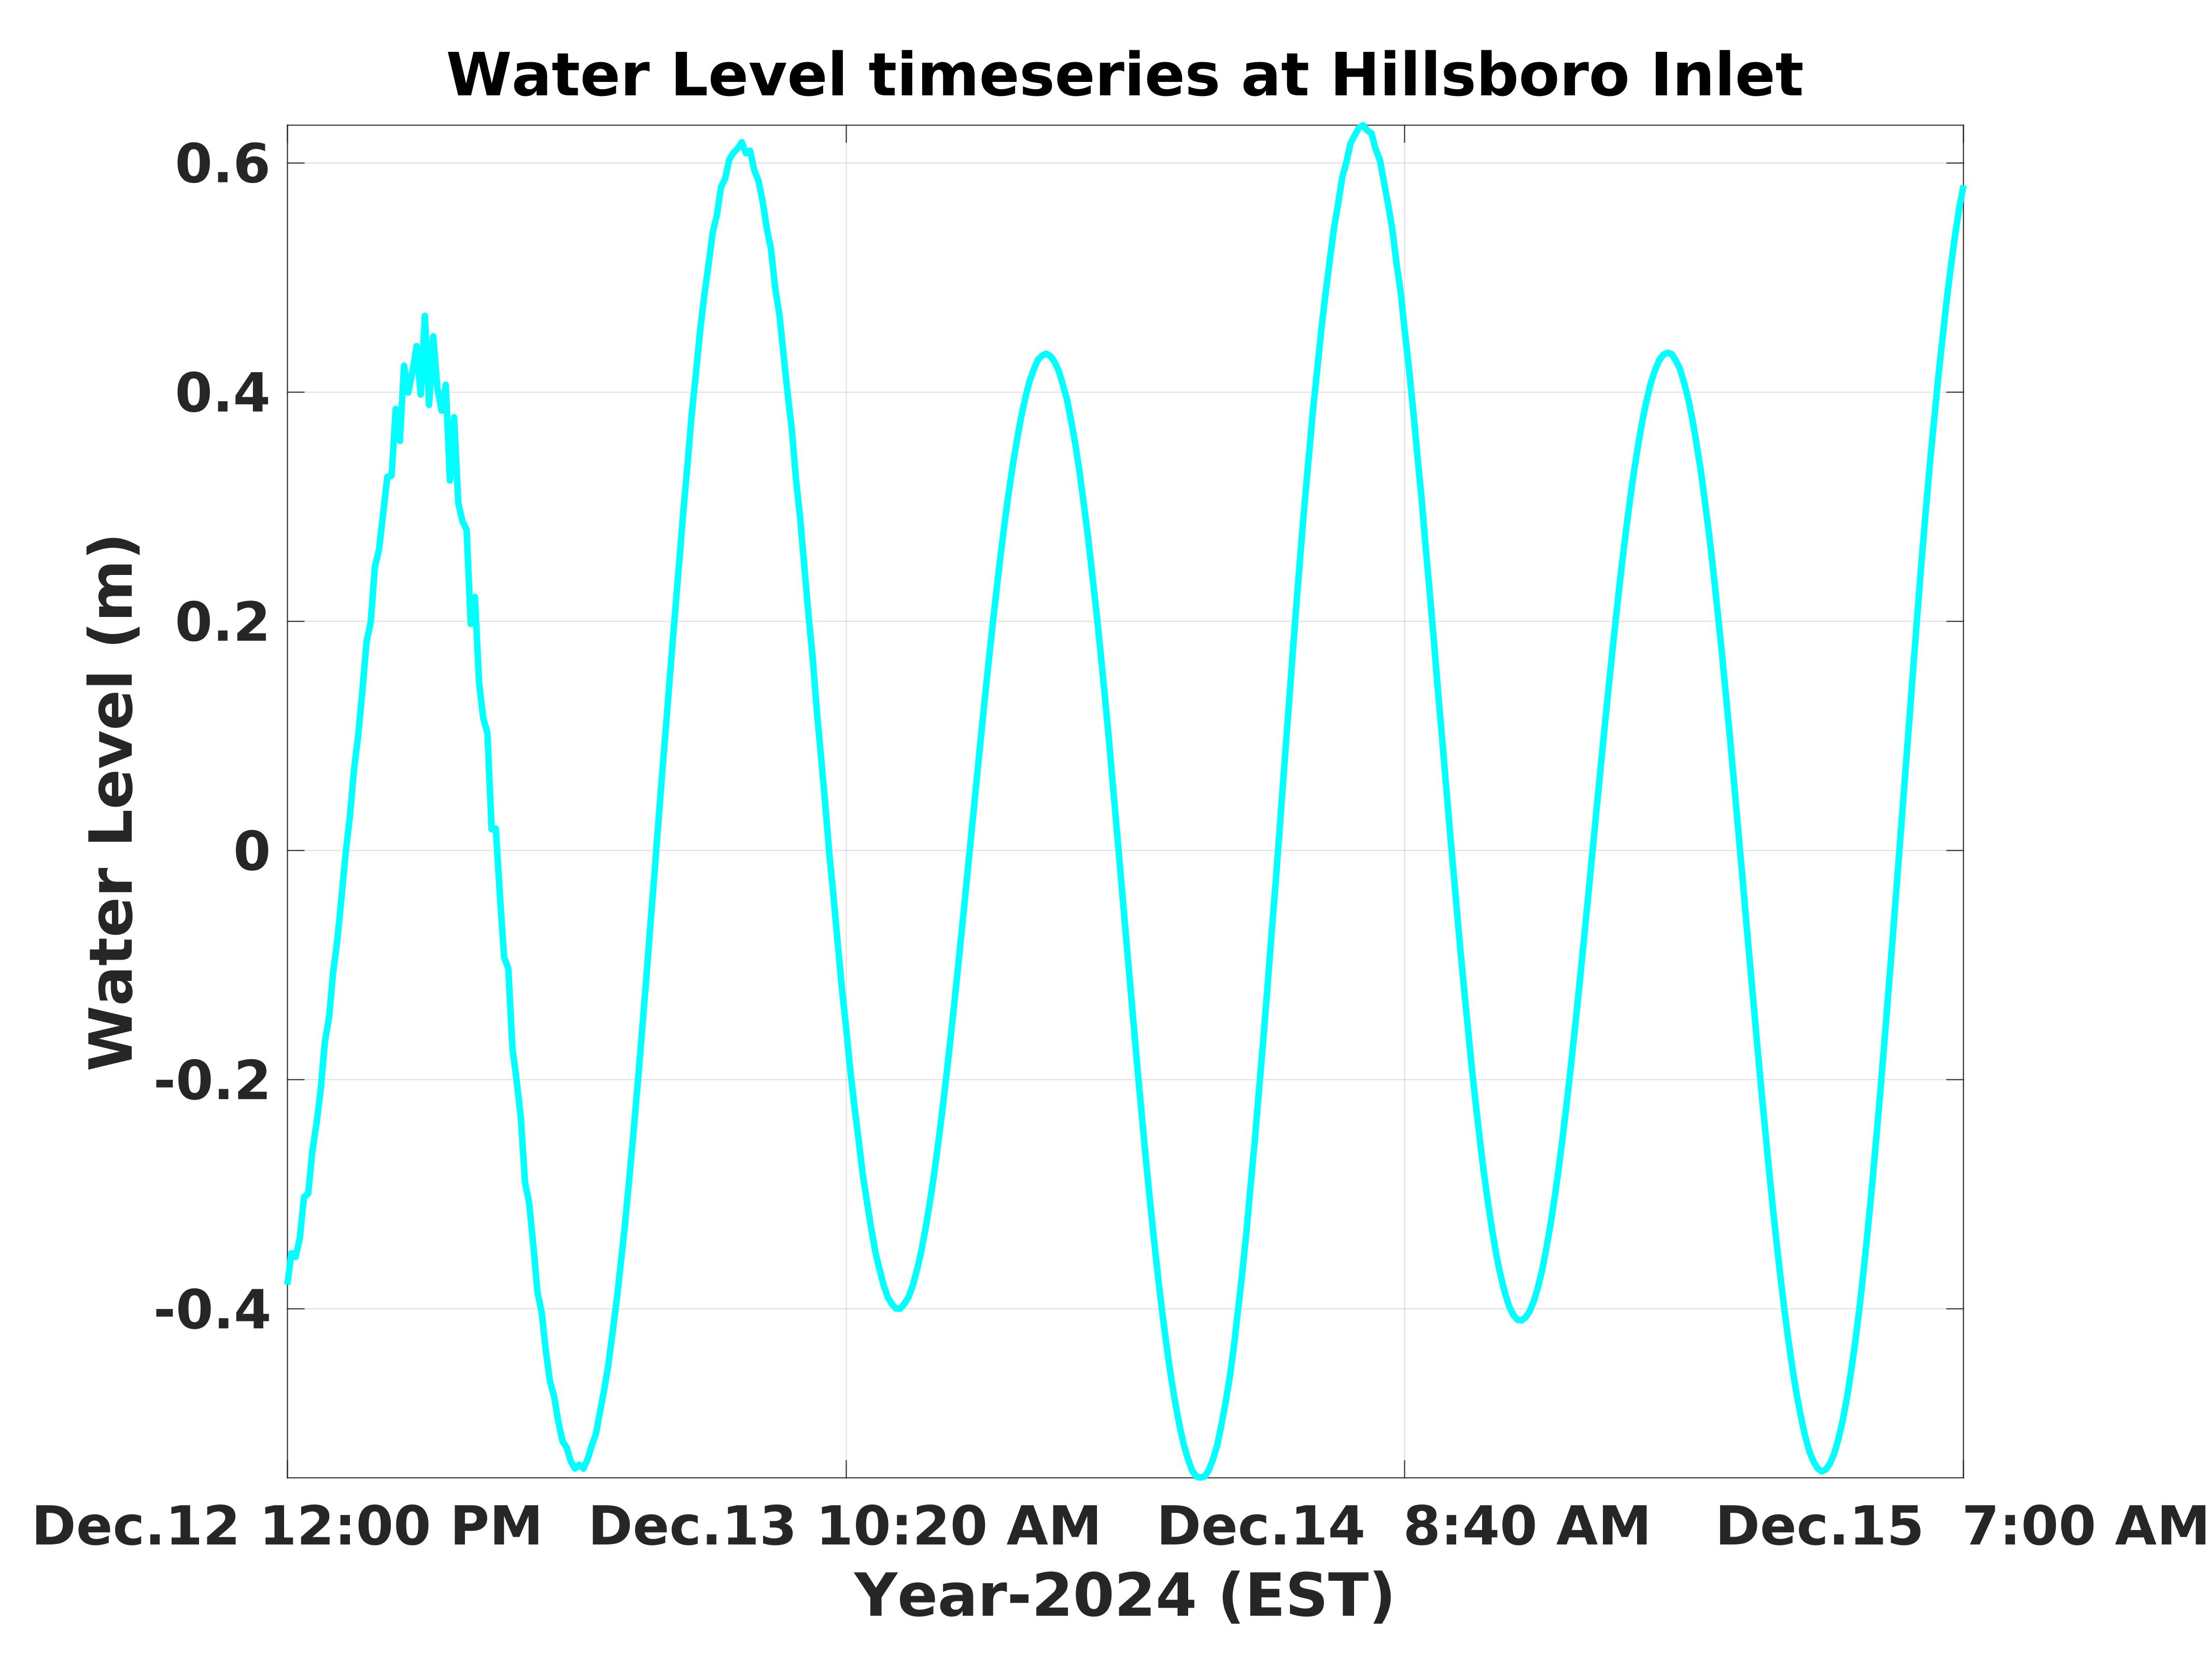 Water Level timeseries at Hillsboro Inlet
Water Level (m)
0.6
0.4
0.2
0
-0.2
-0.4
Dec.12 12:00 PM Dec.13 10:20 AM Dec.14 8:40 AM Dec.15 7:00 AM
Year-2024 (EST)